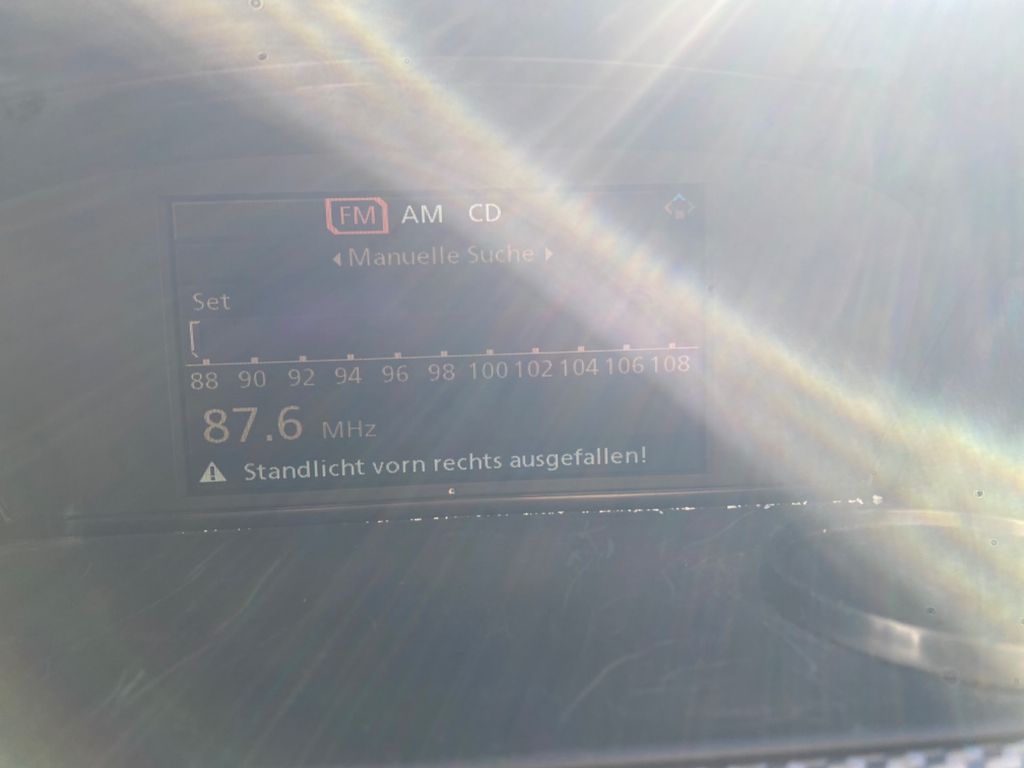 FM AM CD
Manuelle Suche
Set
88 90 92 94 96 98 100 102 104 106 108
87.6 MHz
Standlicht vorn rechts ausgefallen!